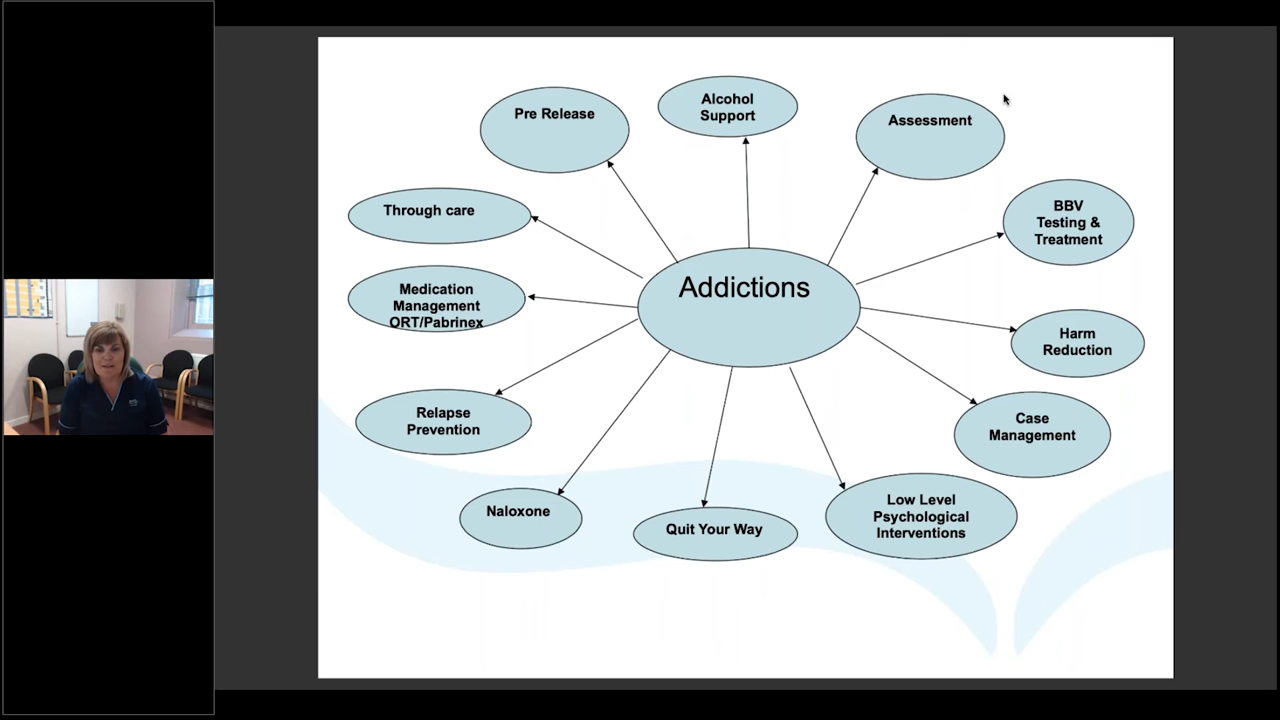 Pre Release
Alcohol
Support
Assessment
BBV
Testing &
Treatment
Through care
Addictions
Medication
Management
ORT/Pabrinex
Harm
Reduction
Relapse
Prevention
Case
Management
Naloxone
Quit Your Way
Low Level
Psychological
Interventions